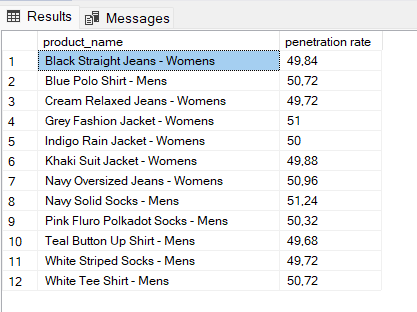 Results Messages
product_name penetration rate
1 Black Straight Jeans - Womens 49,84
2 Blue Polo Shirt - Mens 50,72
3 Cream Relaxed Jeans - Womens 49,72
4 Grey Fashion Jacket - Womens 51
5 Indigo Rain Jacket - Womens 50
6 Khaki Suit Jacket - Womens 49,88
7 Navy Oversized Jeans - Womens 50,96
8 Navy Solid Socks - Mens 51,24
9 Pink Fluro Polkadot Socks - Mens 50,32
10 Teal Button Up Shirt - Mens 49,68
11 White Striped Socks - Mens 49,72
12 White Tee Shirt - Mens 50,72